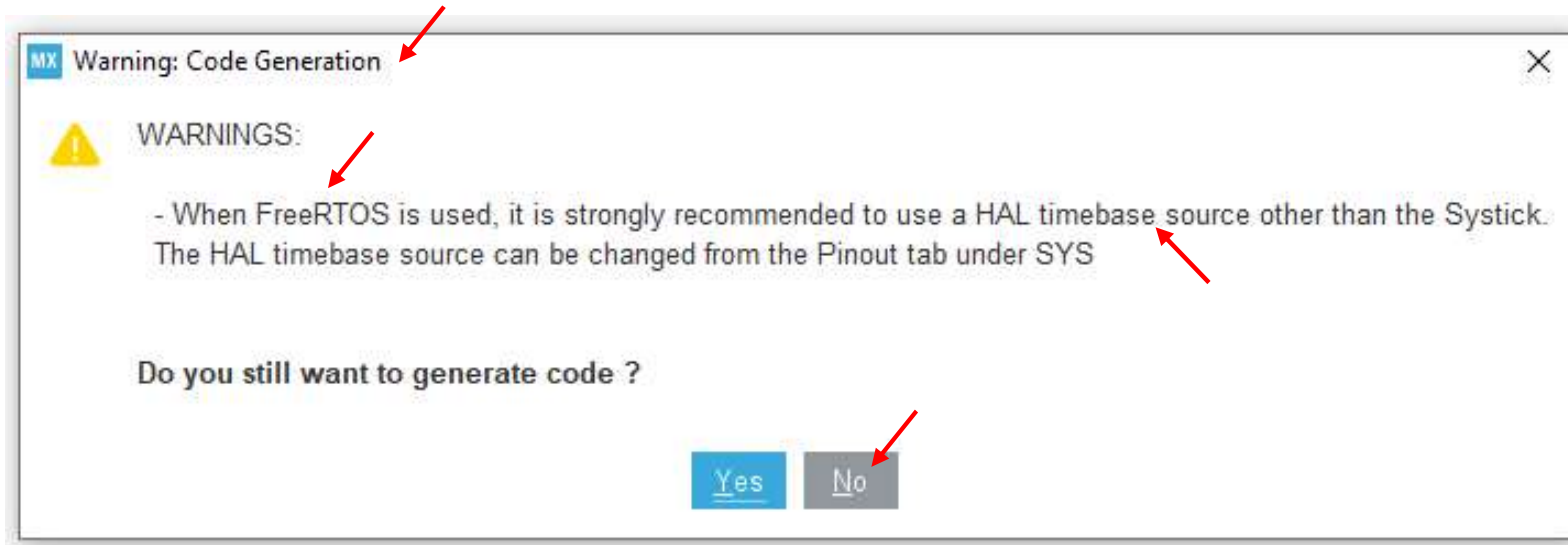 MX Warning: Code Generation
WARNINGS:
- When FreeRTOS is used, it is strongly recommended to use a HAL timebase source other than the Systick.
The HAL timebase source can be changed from the Pinout tab under SYS
Do you still want to generate code ?
Yes No